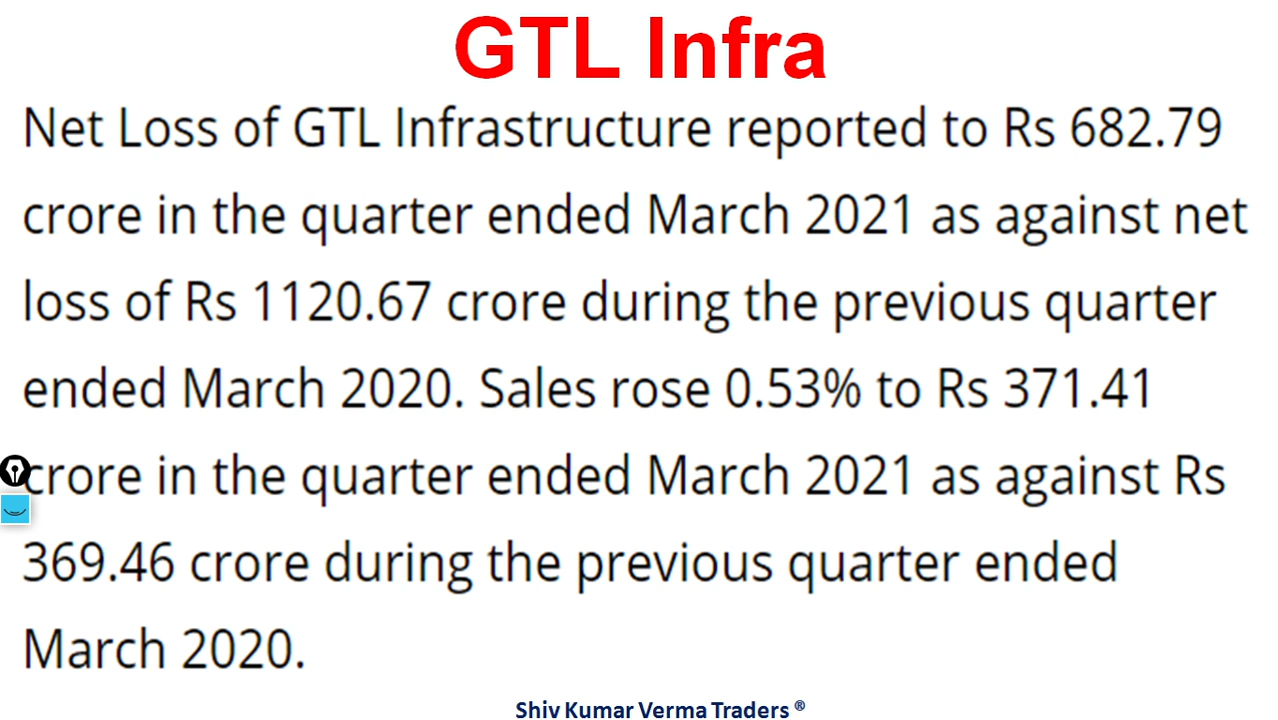 GTL Infra
Net Loss of GTL Infrastructure reported to Rs 682.79
crore in the quarter ended March 2021 as against net
loss of Rs 1120.67 crore during the previous quarter
ended March 2020. Sales rose 0.53% to Rs 371.41
crore in the quarter ended March 2021 as against Rs
369.46 crore during the previous quarter ended
March 2020.
Shiv Kumar Verma Traders ®